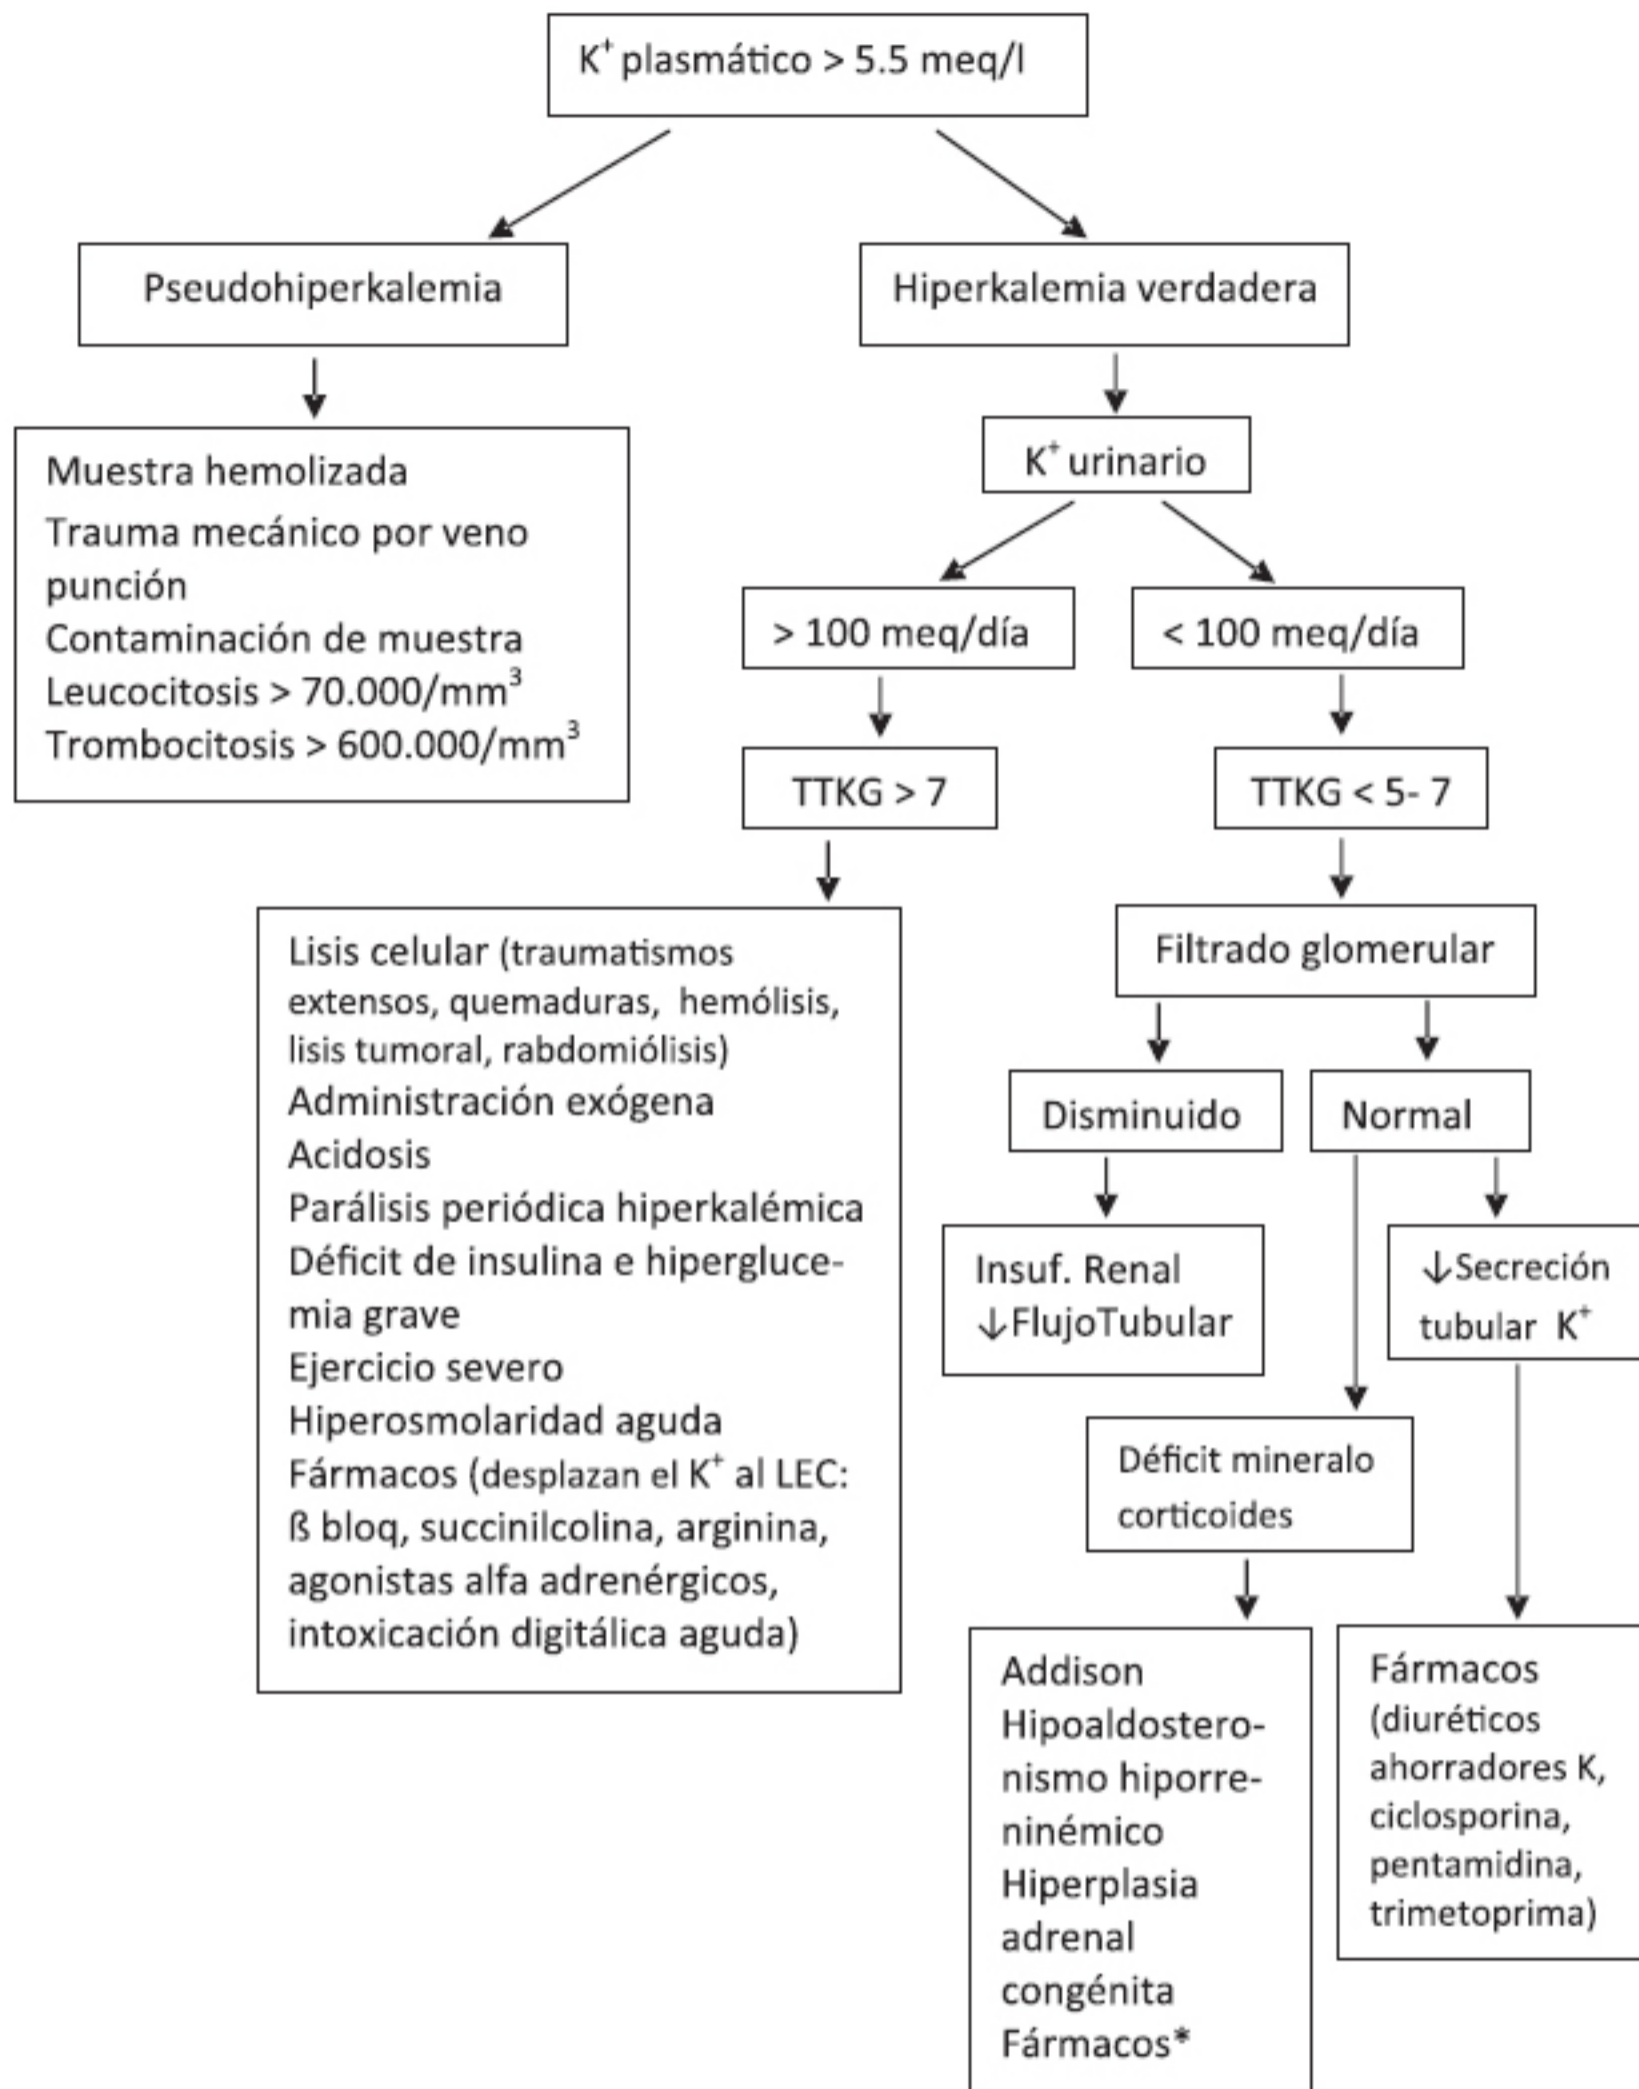 K⁺ plasmático > 5.5 meq/l
Pseudohiperkalemia
Hiperkalemia verdadera
Muestra hemolizada
Trauma mecánico por veno
punción
Contaminación de muestra
Leucocitosis > 70.000/mm³
Trombocitosis > 600.000/mm³
K⁺ urinario
> 100 meq/día
< 100 meq/día
TTKG > 7
TTKG < 5- 7
Lisis celular (traumatismos
extensos, quemaduras, hemólisis,
lisis tumoral, rabdomiólisis)
Administración exógena
Acidosis
Parálisis periódica hiperkalémica
Déficit de insulina e hipergluce-
mia grave
Ejercicio severo
Hiperosmolaridad aguda
Fármacos (desplazan el K⁺ al LEC:
ß bloq, succinilcolina, arginina,
agonistas alfa adrenérgicos,
intoxicación digitálica aguda)
Filtrado glomerular
Disminuido
Normal
Insuf. Renal
↓FlujoTubular
↓Secreción
tubular K⁺
Déficit mineralo
corticoides
Addison
Hipoaldostero-
nismo hiporre-
ninémico
Hiperplasia
adrenal
congénita
Fármacos*
Fármacos
(diuréticos
ahorradores K,
ciclosporina,
pentamidina,
trimetoprima)